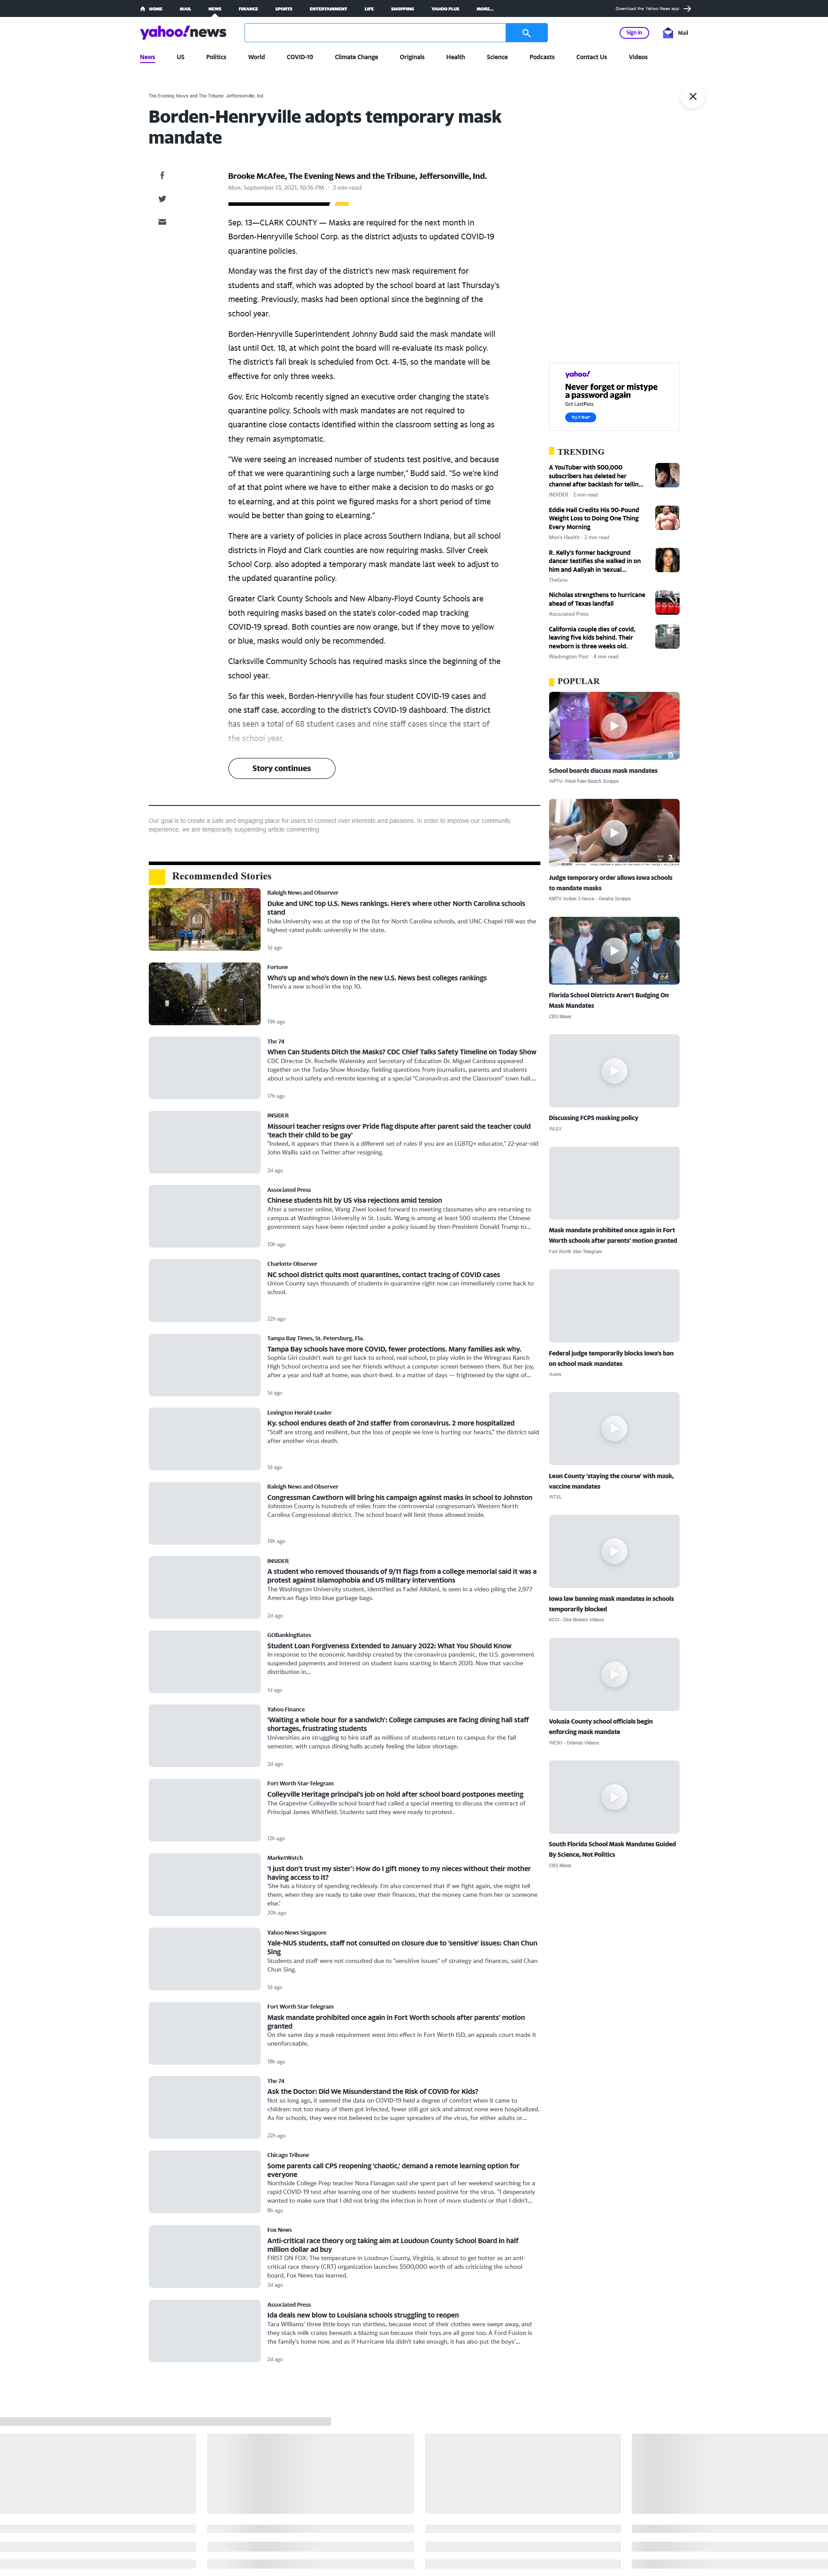 HOME MAIL NEWS FINANCE SPORTS ENTERTAINMENT LIFE SHOPPING YAHOO PLUS MORE... Download the Yahoo News app
yahoo!news Sign in Mail
News US Politics World COVID-19 Climate Change Originals Health Science Podcasts Contact Us Videos
The Evening News and The Tribune, Jeffersonville, Ind.
Borden-Henryville adopts temporary mask
mandate
Brooke McAfee, The Evening News and the Tribune, Jeffersonville, Ind.
Mon, September 13, 2021, 10:16 PM · 3 min read
Sep. 13—CLARK COUNTY — Masks are required for the next month in
Borden-Henryville School Corp. as the district adjusts to updated COVID-19
quarantine policies.
Monday was the first day of the district's new mask requirement for
students and staff, which was adopted by the school board at last Thursday's
meeting. Previously, masks had been optional since the beginning of the
school year.
Borden-Henryville Superintendent Johnny Budd said the mask mandate will
last until Oct. 18, at which point the board will re-evaluate its mask policy.
The district's fall break is scheduled from Oct. 4-15, so the mandate will be
effective for only three weeks.
Gov. Eric Holcomb recently signed an executive order changing the state's
quarantine policy. Schools with mask mandates are not required to
quarantine close contacts identified within the classroom setting as long as
they remain asymptomatic.
"We were seeing an increased number of students test positive, and because
of that we were quarantining such a large number," Budd said. "So we're kind
of at that point where we have to either make a decision to do masks or go
to eLearning, and at this point we figured masks for a short period of time
would be better than going to eLearning."
There are a variety of policies in place across Southern Indiana, but all school
districts in Floyd and Clark counties are now requiring masks. Silver Creek
School Corp. also adopted a temporary mandate last week to adjust to
the updated quarantine policy.
Greater Clark County Schools and New Albany-Floyd County Schools are
both requiring masks based on the state's color-coded map tracking
COVID-19 spread. Both counties are now orange, but if they move to yellow
or blue, masks would only be recommended.
Clarksville Community Schools has required masks since the beginning of the
school year.
So far this week, Borden-Henryville has four student COVID-19 cases and
one staff case, according to the district's COVID-19 dashboard. The district
has seen a total of 68 student cases and nine staff cases since the start of
the school year.
Story continues
Our goal is to create a safe and engaging place for users to connect over interests and passions. In order to improve our community
experience, we are temporarily suspending article commenting
Recommended Stories
Raleigh News and Observer
Duke and UNC top U.S. News rankings. Here's where other North Carolina schools
stand
Duke University was at the top of the list for North Carolina schools, and UNC-Chapel Hill was the
highest-rated public university in the state.
1d ago
Fortune
Who's up and who's down in the new U.S. News best colleges rankings
There's a new school in the top 10.
19h ago
The 74
When Can Students Ditch the Masks? CDC Chief Talks Safety Timeline on Today Show
CDC Director Dr. Rochelle Walensky and Secretary of Education Dr. Miguel Cardona appeared
together on the Today Show Monday, fielding questions from journalists, parents and students
about school safety and remote learning at a special "Coronavirus and the Classroom" town hall....
17h ago
INSIDER
Missouri teacher resigns over Pride flag dispute after parent said the teacher could
'teach their child to be gay'
"Indeed, it appears that there is a different set of rules if you are an LGBTQ+ educator," 22-year-old
John Wallis said on Twitter after resigning.
2d ago
Associated Press
Chinese students hit by US visa rejections amid tension
After a semester online, Wang Ziwei looked forward to meeting classmates who are returning to
campus at Washington University in St. Louis. Wang is among at least 500 students the Chinese
government says have been rejected under a policy issued by then-President Donald Trump to...
10h ago
Charlotte Observer
NC school district quits most quarantines, contact tracing of COVID cases
Union County says thousands of students in quarantine right now can immediately come back to
school.
22h ago
Tampa Bay Times, St. Petersburg, Fla.
Tampa Bay schools have more COVID, fewer protections. Many families ask why.
Sophia Giri couldn't wait to get back to school, real school, to play violin in the Wiregrass Ranch
High School orchestra and see her friends without a computer screen between them. But her joy,
after a year and half at home, was short-lived. In a matter of days — frightened by the sight of...
1d ago
Lexington Herald-Leader
Ky. school endures death of 2nd staffer from coronavirus. 2 more hospitalized
"Staff are strong and resilient, but the loss of people we love is hurting our hearts," the district said
after another virus death.
1d ago
Raleigh News and Observer
Congressman Cawthorn will bring his campaign against masks in school to Johnston
Johnston County is hundreds of miles from the controversial congressman's Western North
Carolina Congressional district. The school board will limit those allowed inside.
19h ago
INSIDER
A student who removed thousands of 9/11 flags from a college memorial said it was a
protest against Islamophobia and US military interventions
The Washington University student, identified as Fadel Alkilani, is seen in a video piling the 2,977
American flags into blue garbage bags.
2d ago
GOBankingRates
Student Loan Forgiveness Extended to January 2022: What You Should Know
In response to the economic hardship created by the coronavirus pandemic, the U.S. government
suspended payments and interest on student loans starting in March 2020. Now that vaccine
distribution in...
1d ago
Yahoo Finance
'Waiting a whole hour for a sandwich': College campuses are facing dining hall staff
shortages, frustrating students
Universities are struggling to hire staff as millions of students return to campus for the fall
semester, with campus dining halls acutely feeling the labor shortage.
2d ago
Fort Worth Star-Telegram
Colleyville Heritage principal's job on hold after school board postpones meeting
The Grapevine-Colleyville school board had called a special meeting to discuss the contract of
Principal James Whitfield. Students said they were ready to protest.
12h ago
MarketWatch
'I just don't trust my sister': How do I gift money to my nieces without their mother
having access to it?
'She has a history of spending recklessly. I'm also concerned that if we fight again, she might tell
them, when they are ready to take over their finances, that the money came from her or someone
else.'
20h ago
Yahoo News Singapore
Yale-NUS students, staff not consulted on closure due to 'sensitive' issues: Chan Chun
Sing
Students and staff were not consulted due to "sensitive issues" of strategy and finances, said Chan
Chun Sing.
1d ago
Fort Worth Star-Telegram
Mask mandate prohibited once again in Fort Worth schools after parents' motion
granted
On the same day a mask requirement went into effect in Fort Worth ISD, an appeals court made it
unenforceable.
18h ago
The 74
Ask the Doctor: Did We Misunderstand the Risk of COVID for Kids?
Not so long ago, it seemed the data on COVID-19 held a degree of comfort when it came to
children: not too many of them got infected, fewer still got sick and almost none were hospitalized.
As for schools, they were not believed to be super spreaders of the virus, for either adults or...
22h ago
Chicago Tribune
Some parents call CPS reopening 'chaotic,' demand a remote learning option for
everyone
Northside College Prep teacher Nora Flanagan said she spent part of her weekend searching for a
rapid COVID-19 test after learning one of her students tested positive for the virus. "I desperately
wanted to make sure that I did not bring the infection in front of more students or that I didn't...
9h ago
Fox News
Anti-critical race theory org taking aim at Loudoun County School Board in half
million dollar ad buy
FIRST ON FOX: The temperature in Loudoun County, Virginia, is about to get hotter as an anti-
critical race theory (CRT) organization launches $500,000 worth of ads criticizing the school
board, Fox News has learned.
2d ago
Associated Press
Ida deals new blow to Louisiana schools struggling to reopen
Tara Williams' three little boys run shirtless, because most of their clothes were swept away, and
they stack milk crates beneath a blazing sun because their toys are all gone too. A Ford Fusion is
the family's home now, and as if Hurricane Ida didn't take enough, it has also put the boys'...
2d ago
yahoo!
Never forget or mistype
a password again
Get LastPass.
Try it free*
TRENDING
A YouTuber with 500,000
subscribers has deleted her
channel after backlash for tellin...
INSIDER · 2 min read
Eddie Hall Credits His 90-Pound
Weight Loss to Doing One Thing
Every Morning
Men's Health · 2 min read
R. Kelly's former background
dancer testifies she walked in on
him and Aaliyah in 'sexual...
TheGrio
Nicholas strengthens to hurricane
ahead of Texas landfall
Associated Press
California couple dies of covid,
leaving five kids behind. Their
newborn is three weeks old.
Washington Post · 4 min read
POPULAR
School boards discuss mask mandates
WPTV- West Palm Beach Scripps
Judge temporary order allows Iowa schools
to mandate masks
KMTV Action 3 News - Omaha Scripps
Florida School Districts Aren't Budging On
Mask Mandates
CBS Miami
Discussing FCPS masking policy
WLEX
Mask mandate prohibited once again in Fort
Worth schools after parents' motion granted
Fort Worth Star-Telegram
Federal judge temporarily blocks Iowa's ban
on school mask mandates
Axios
Leon County 'staying the course' with mask,
vaccine mandates
WTXL
Iowa law banning mask mandates in schools
temporarily blocked
KCCI - Des Moines Videos
Volusia County school officials begin
enforcing mask mandate
WESH - Orlando Videos
South Florida School Mask Mandates Guided
By Science, Not Politics
CBS Miami